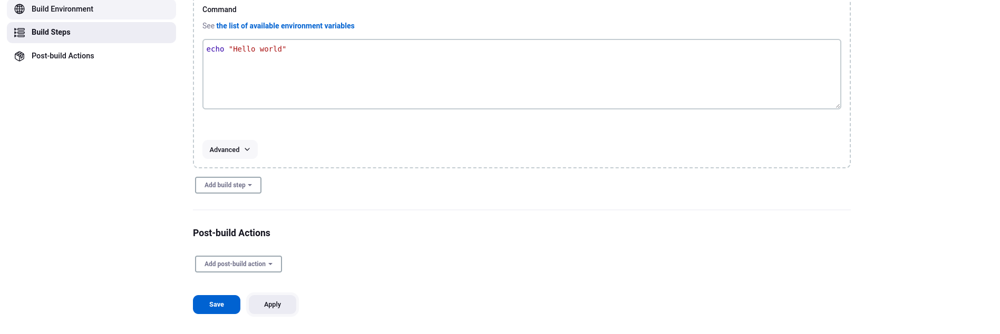 Build Environment
Build Steps
Post-build Actions
Command
See the list of available environment variables
echo "Hello world"
Advanced
Add build step
Post-build Actions
Add post-build action
Save
Apply